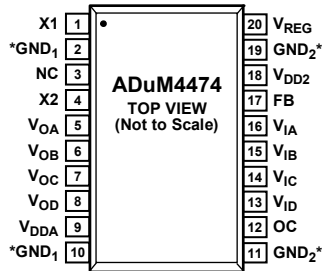 X1 1 20 VREG
*GND1 2 19 GND2*
NC 3 18 VDD2
X2 4 ADuM4474 17 FB
TOP VIEW
(Not to Scale)
VOA 5 16 VIA
VOB 6 15 VIB
VOC 7 14 VIC
VOD 8 13 VID
VDDA 9 12 OC
*GND1 10 11 GND2*